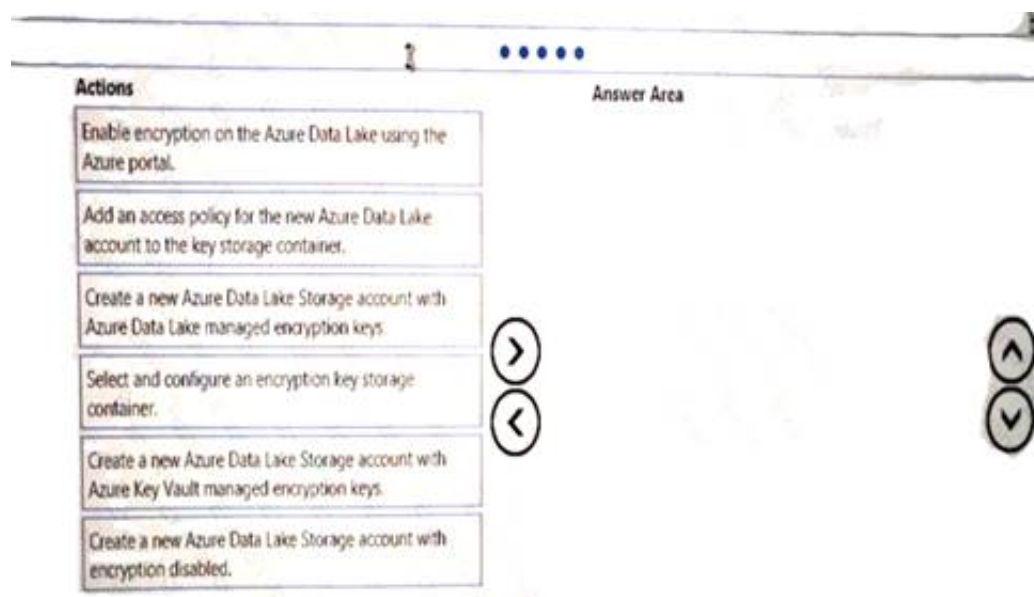 Actions
Answer Area
Enable encryption on the Azure Data Lake using the
Azure portal.
Add an access policy for the new Azure Data Lake
account to the key storage container.
Create a new Azure Data Lake Storage account with
Azure Data Lake managed encryption keys
Select and configure an encryption key storage
container.
Create a new Azure Data Lake Storage account with
Azure Key Vault managed encryption keys.
Create a new Azure Data Lake Storage account with
encryption disabled.